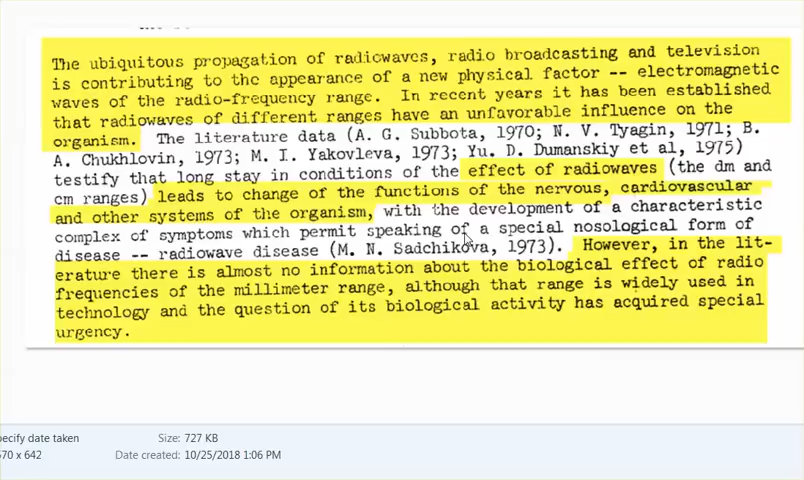 The ubiquitous propagation of radiowaves, radio broadcasting and television
is contributing to the appearance of a new physical factor -- electromagnetic
waves of the radio-frequency range. In recent years it has been established
that radiowaves of different ranges have an unfavorable influence on the
organism. The literature data (A. G. Subbota, 1970; N. V. Tyagin, 1971; B.
A. Chukhlovin, 1973; M. I. Yakovleva, 1973; Yu. D. Dumanskiy et al, 1975)
testify that long stay in conditions of the effect of radiowaves (the dm and
cm ranges) leads to change of the functions of the nervous, cardiovascular
and other systems of the organism, with the development of a characteristic
complex of symptoms which permit speaking of a special nosological form of
disease -- radiowave disease (M. N. Sadchikova, 1973). However, in the lit-
erature there is almost no information about the biological effect of radio
frequencies of the millimeter range, although that range is widely used in
technology and the question of its biological activity has acquired special
urgency.
ecify date taken Size: 727 KB
70 x 642 Date created: 10/25/2018 1:06 PM